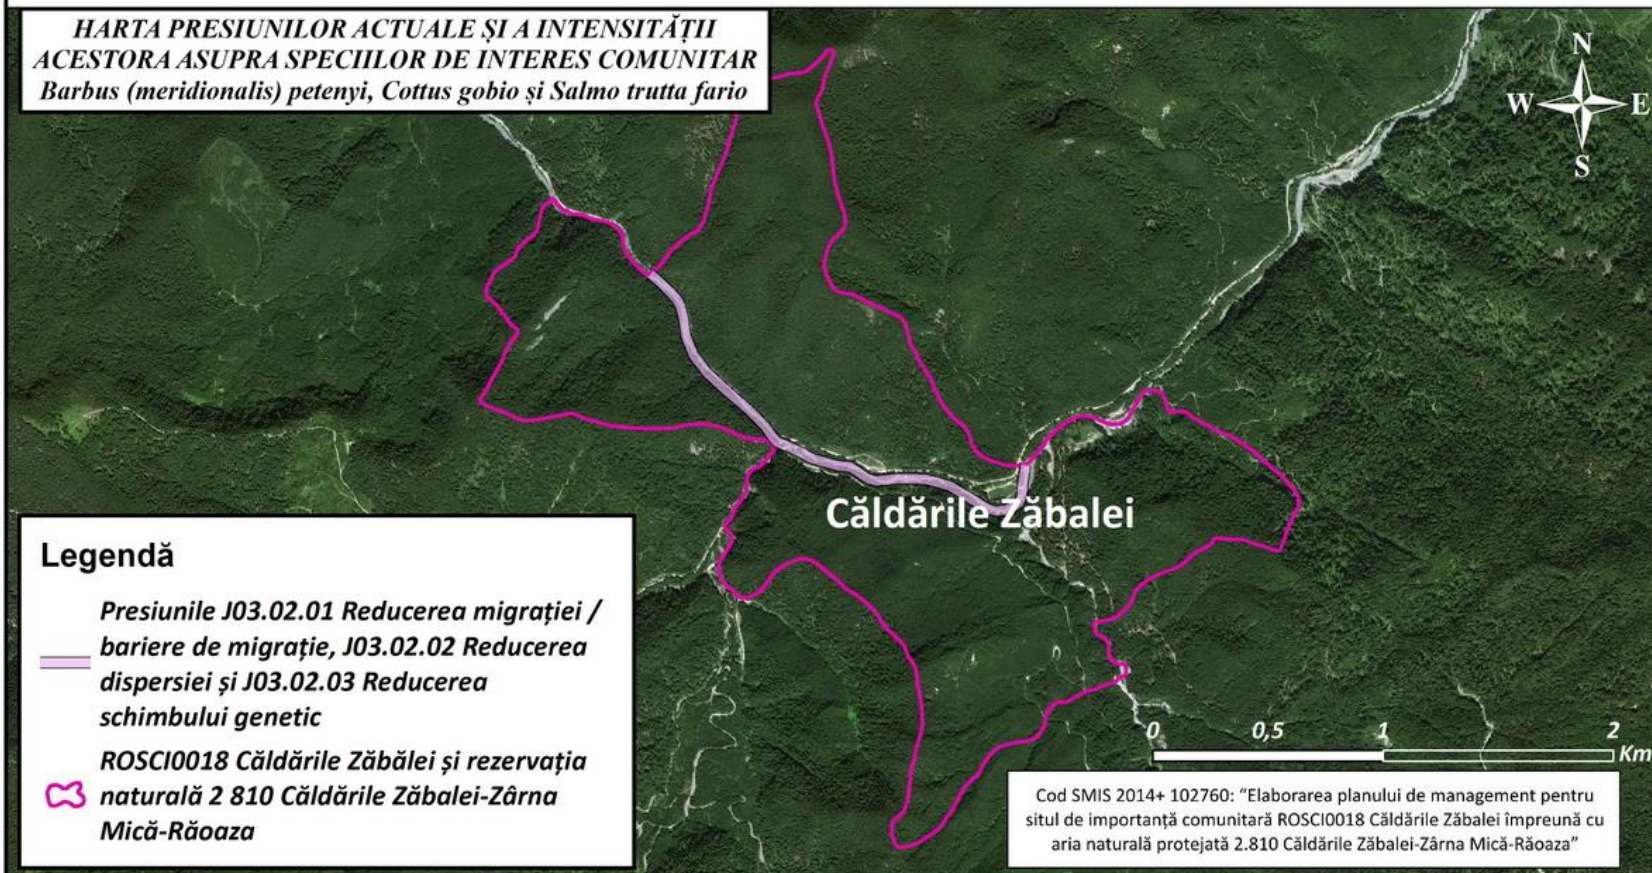 HARTA PRESIUNILOR ACTUALE ȘI A INTENSITĂȚII
ACESTORA ASUPRA SPECIILOR DE INTERES COMUNITAR
Barbus (meridionalis) petenyi, Cottus gobio și Salmo trutta fario
N
W
E
S
Căldările Zăbalei
Legendă
Presiunile J03.02.01 Reducerea migrației /
bariere de migrație, J03.02.02 Reducerea
dispersiei și J03.02.03 Reducerea
schimbului genetic
ROSCI0018 Căldările Zăbălei și rezervația
naturală 2 810 Căldările Zăbalei-Zârna
Mică-Răoaza
0 0,5 1 2
Km
Cod SMIS 2014+ 102760: “Elaborarea planului de management pentru
situl de importanță comunitară ROSCI0018 Căldările Zăbalei împreună cu
aria naturală protejată 2.810 Căldările Zăbalei-Zârna Mică-Răoaza”